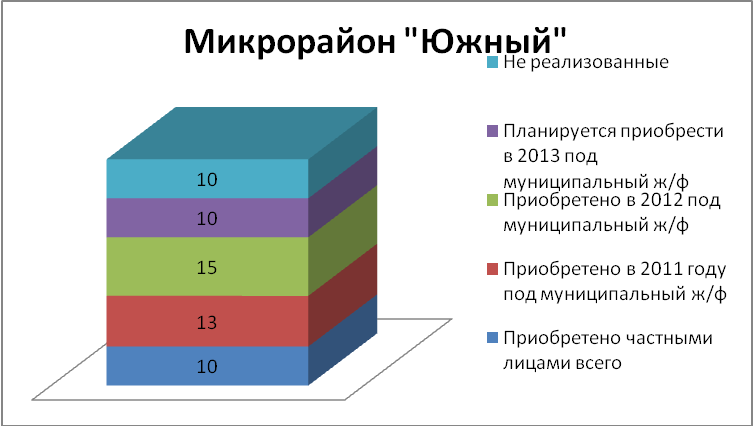 Микрорайон "Южный"
Не реализованные
Планируется приобрести
в 2013 под
муниципальный ж/ф
Приобретено в 2012 под
муниципальный ж/ф
Приобретено в 2011 году
под муниципальный ж/ф
Приобретено частными
лицами всего
10
10
15
13
10